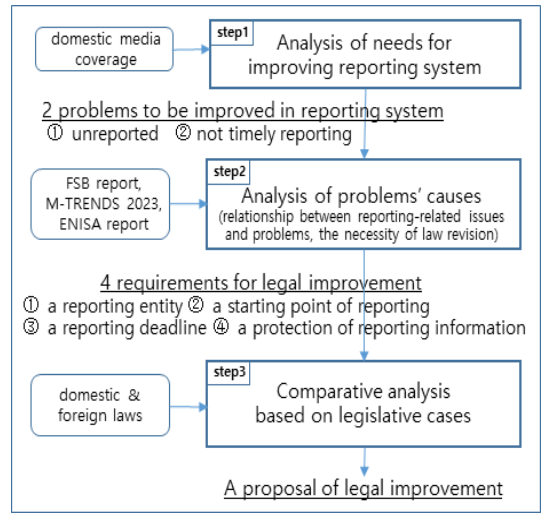 step1
domestic media
coverage
Analysis of needs for
improving reporting system
2 problems to be improved in reporting system
① unreported ② not timely reporting
step2
FSB report,
M-TRENDS 2023,
ENISA report
Analysis of problems' causes
(relationship between reporting-related issues
and problems, the necessity of law revision)
4 requirements for legal improvement
① a reporting entity ② a starting point of reporting
③ a reporting deadline ④ a protection of reporting information
step3
domestic &
foreign laws
Comparative analysis
based on legislative cases
A proposal of legal improvement